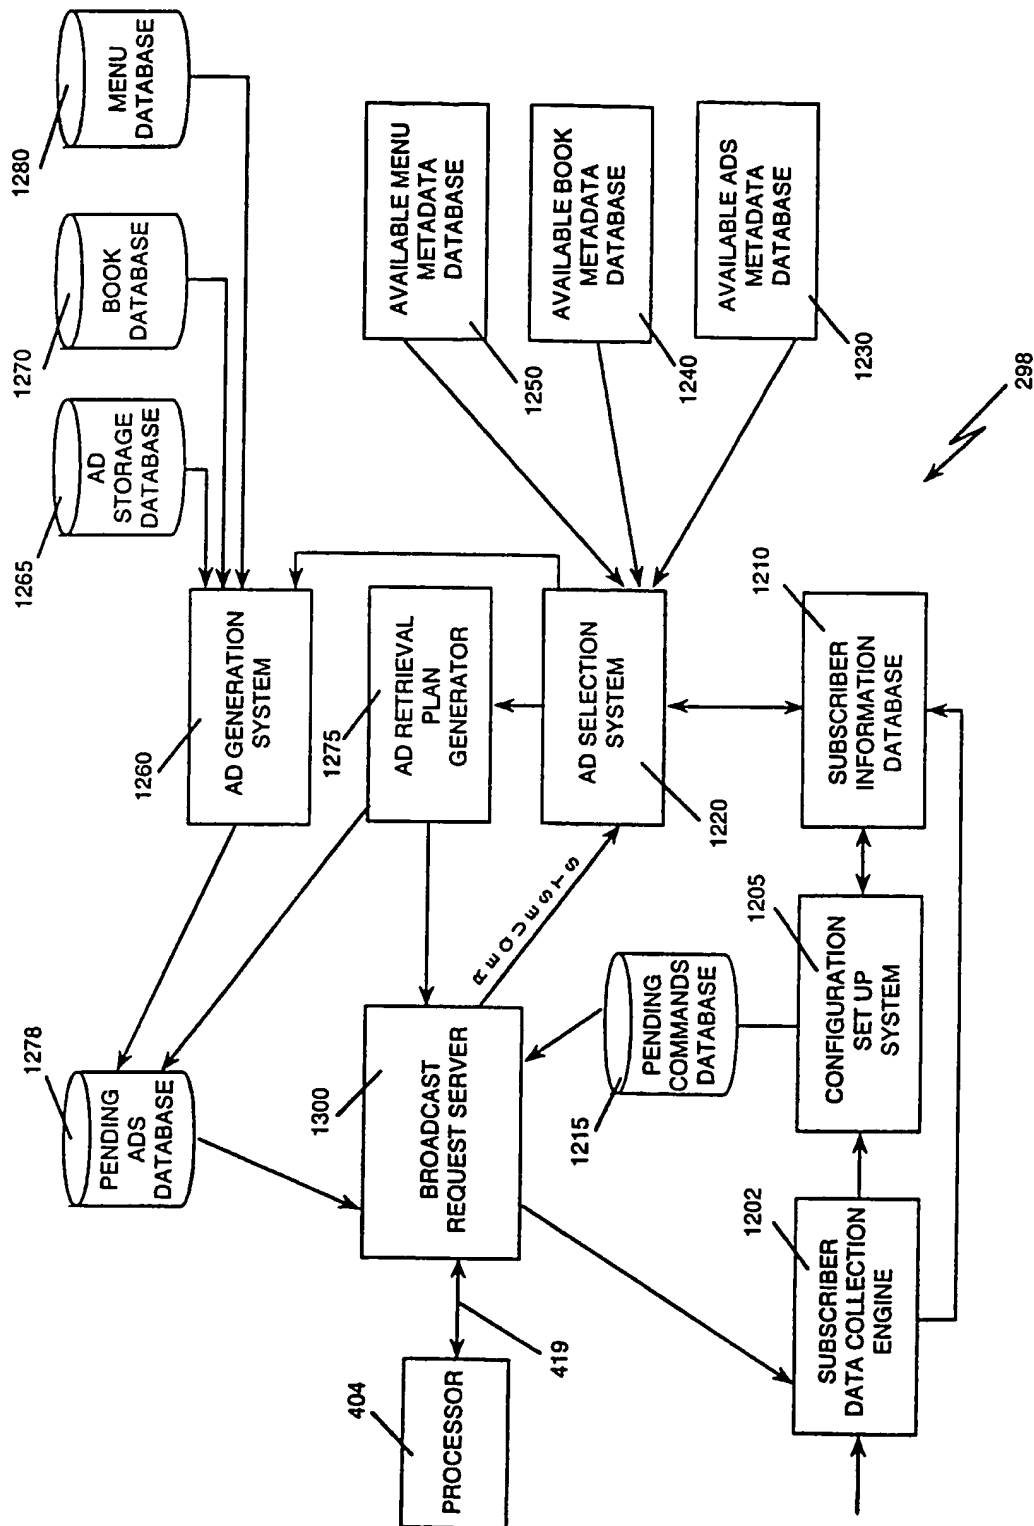 404
PROCESSOR
419
1278
PENDING
ADS
DATABASE
1300
BROADCAST
REQUEST SERVER
1260
AD GENERATION
SYSTEM
1275
AD RETRIEVAL
PLAN
GENERATOR
1265
AD
STORAGE
DATABASE
1270
BOOK
DATABASE
1280
MENU
DATABASE
REQUESTS
1215
PENDING
COMMANDS
DATABASE
AD SELECTION
SYSTEM
1220
AVAILABLE MENU
METADATA
DATABASE
1250
AVAILABLE BOOK
METADATA
DATABASE
1240
AVAILABLE ADS
METADATA
DATABASE
1230
1202
SUBSCRIBER
DATA COLLECTION
ENGINE
1205
CONFIGURATION
SET UP
SYSTEM
1210
SUBSCRIBER
INFORMATION
DATABASE
298